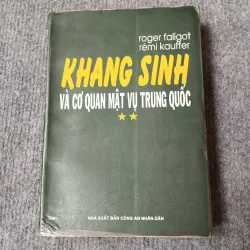 roger faligot
rémi kauffer
KHANG SINH
VÀ CƠ QUAN MẬT VỤ TRUNG QUỐC
NHÀ XUẤT BẢN CÔNG AN NHÂN DÂN